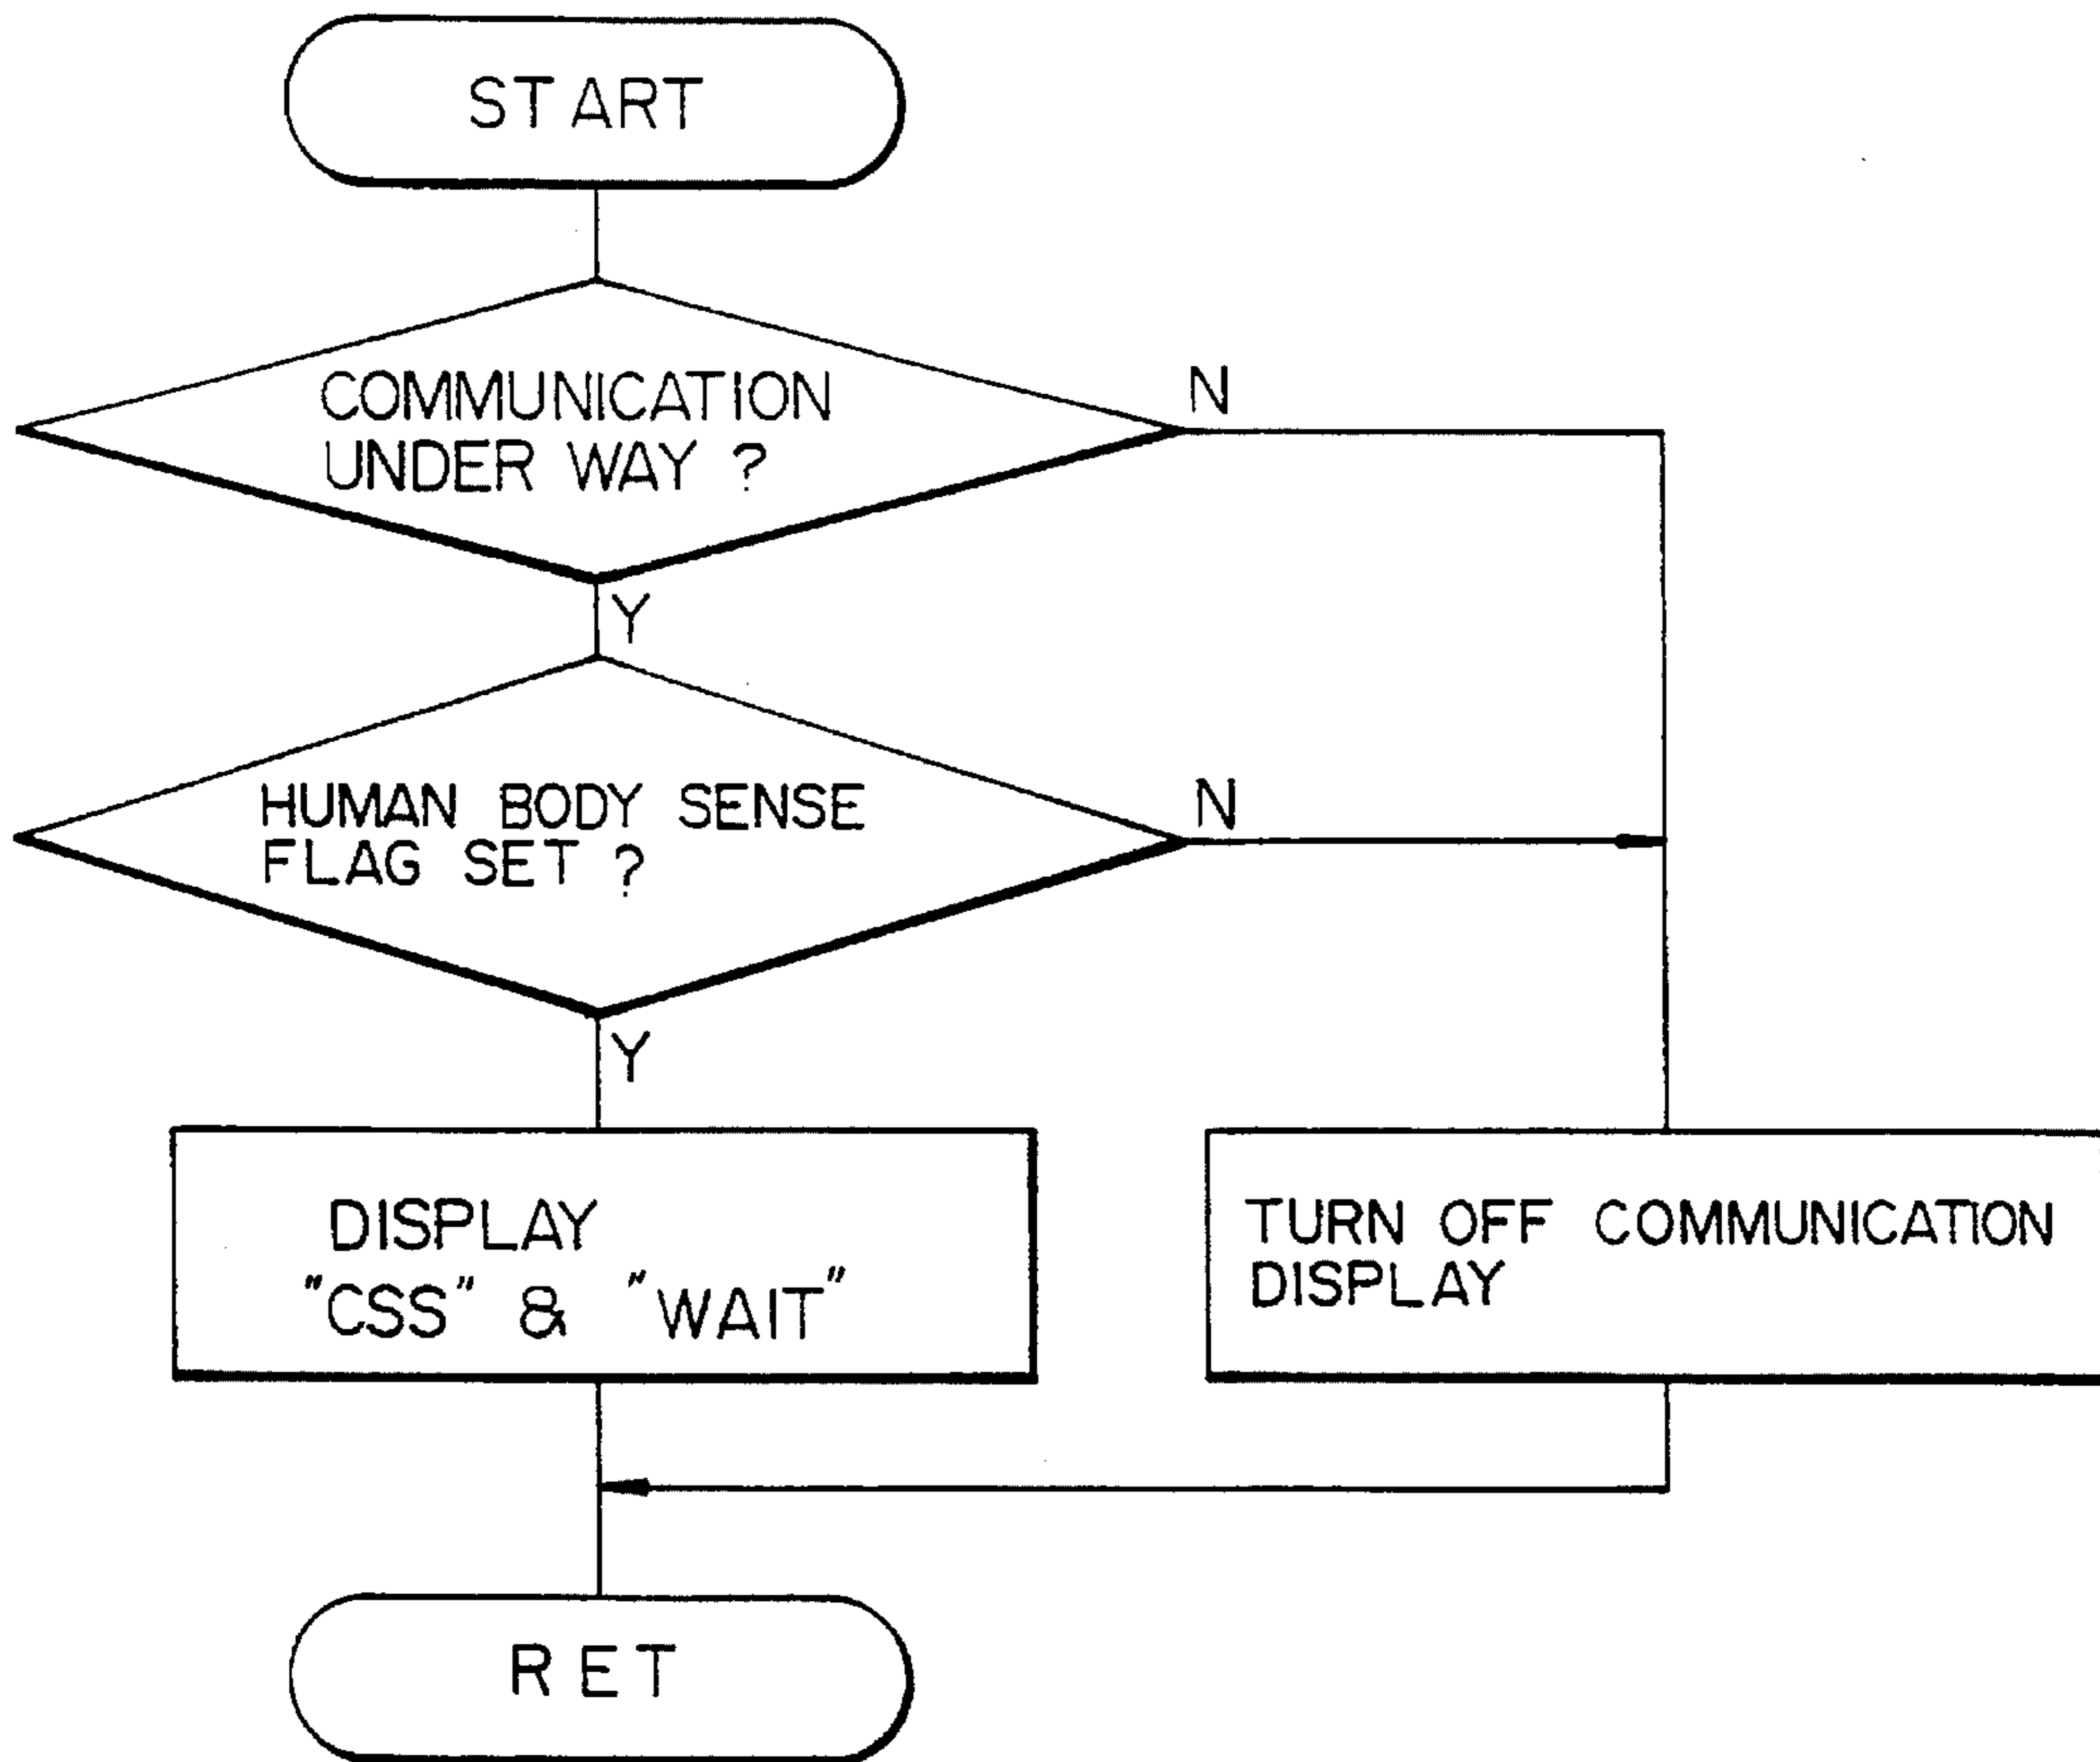 START
COMMUNICATION
UNDER WAY ?
N
Y
HUMAN BODY SENSE
FLAG SET ?
N
Y
DISPLAY
"CSS" & "WAIT"
TURN OFF COMMUNICATION
DISPLAY
RET